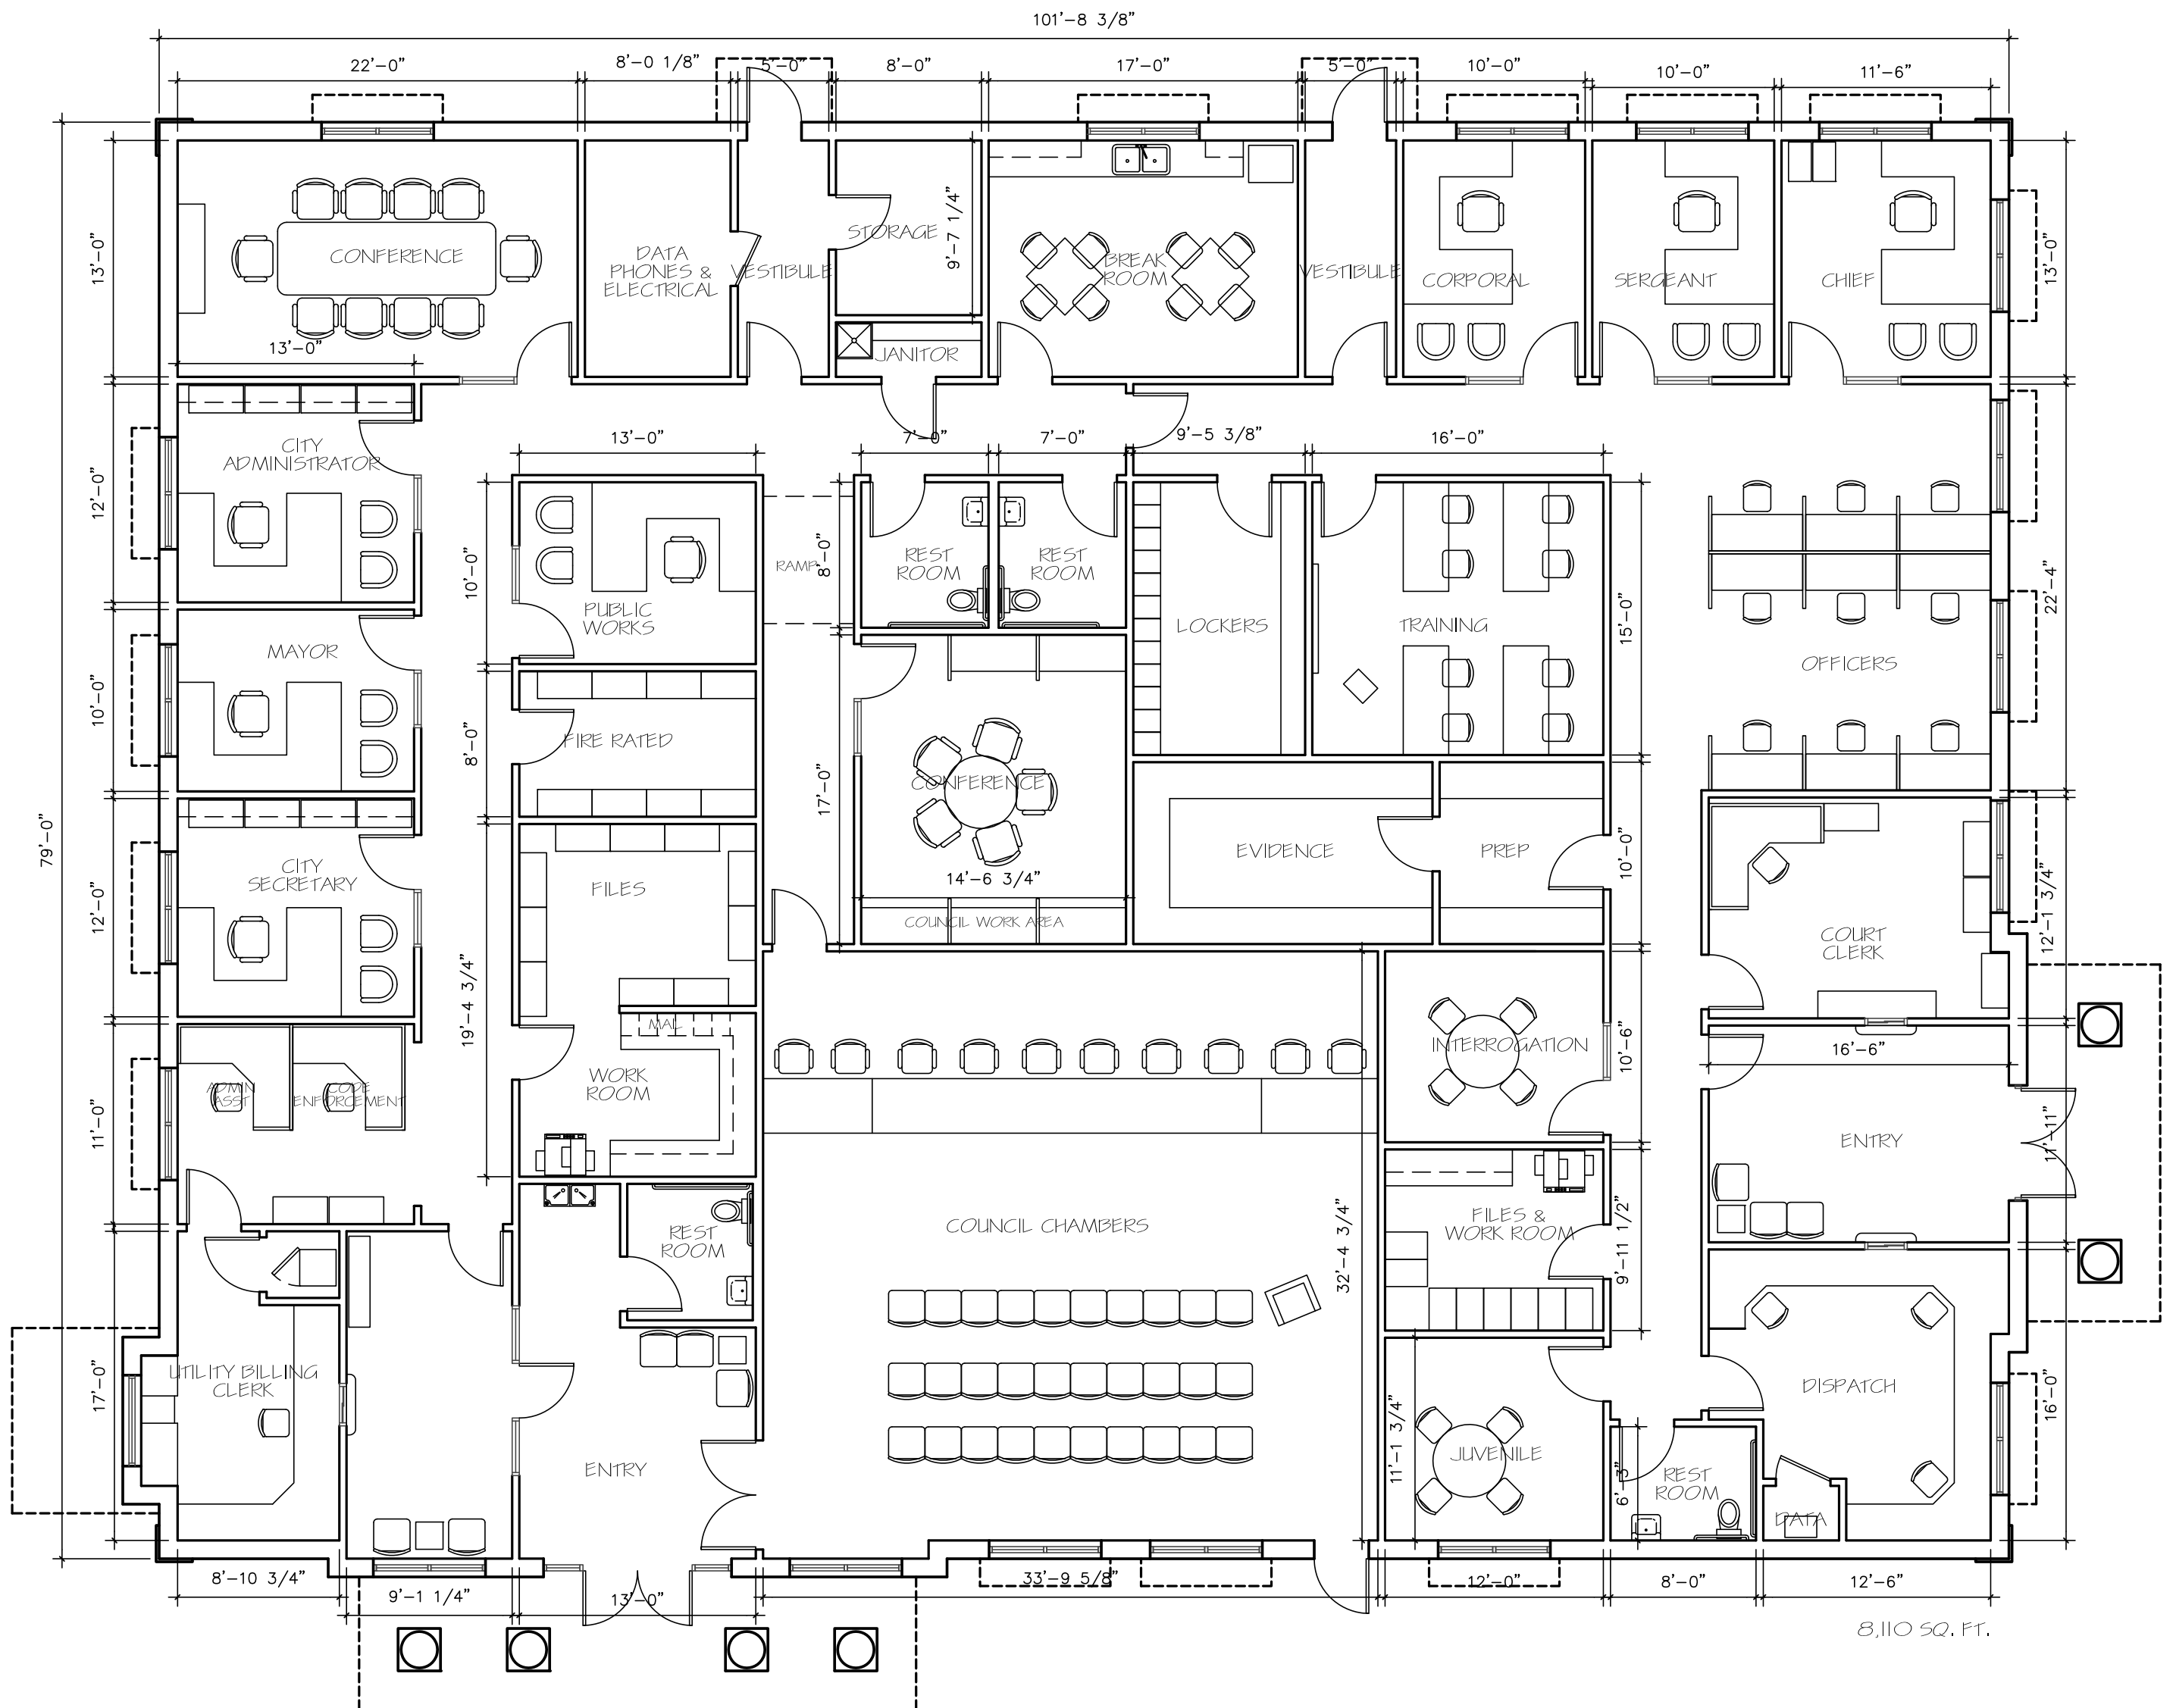 101'-8 3/8"
22'-0"
8'-0 1/8"
5'-0"
8'-0"
17'-0"
5'-0"
10'-0"
10'-0"
11'-6"
13'-0"
CONFERENCE
DATA
PHONES &
ELECTRICAL
VESTIBULE
STORAGE
9'-7 1/4"
BREAK
ROOM
VESTIBULE
CORPORAL
SERGEANT
CHIEF
13'-0"
13'-0"
JANITOR
13'-0"
7'-0"
7'-0"
9'-5 3/8"
16'-0"
12'-0"
CITY
ADMINISTRATOR
10'-0"
PUBLIC
WORKS
RAMP
8'-0"
REST
ROOM
REST
ROOM
LOCKERS
TRAINING
15'-0"
OFFICERS
22'-4"
10'-0"
MAYOR
8'-0"
FIRE RATED
17'-0"
CONFERENCE
14'-6 3/4"
COUNCIL WORK AREA
EVIDENCE
PREP
10'-0"
79'-0"
12'-0"
CITY
SECRETARY
FILES
19'-4 3/4"
COURT
CLERK
12'-1 3/4"
MAIL
WORK
ROOM
INTERROGATION
10'-6"
16'-6"
11'-0"
ADMIN
ASST
CODE
ENFORCEMENT
ENTRY
11'-11"
REST
ROOM
COUNCIL CHAMBERS
32'-4 3/4"
FILES &
WORK ROOM
9'-11 1/2"
17'-0"
UTILITY BILLING
CLERK
ENTRY
11'-1 3/4"
JUVENILE
6'-3"
REST
ROOM
DISPATCH
16'-0"
DATA
8'-10 3/4"
9'-1 1/4"
13'-0"
33'-9 5/8"
12'-0"
8'-0"
12'-6"
8,110 SQ. FT.